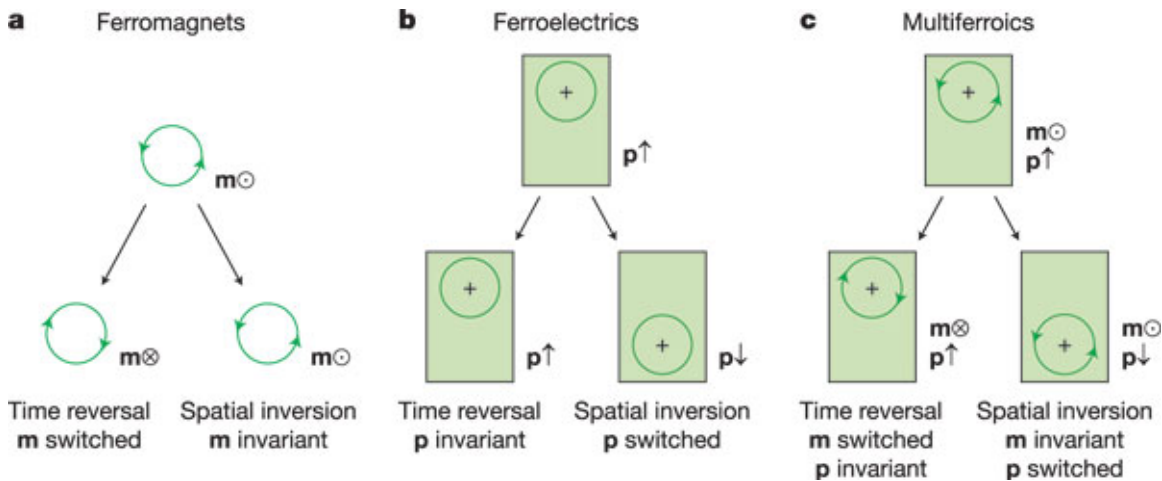 a Ferromagnets
m⊙
m⊗
m⊙
Time reversal
m switched
Spatial inversion
m invariant
b Ferroelectrics
+
p↑
+
p↑
+
p↓
Time reversal
p invariant
Spatial inversion
p switched
c Multiferroics
+
m⊙
p↑
+
m⊗
p↑
+
m⊙
p↓
Time reversal
m switched
p invariant
Spatial inversion
m invariant
p switched